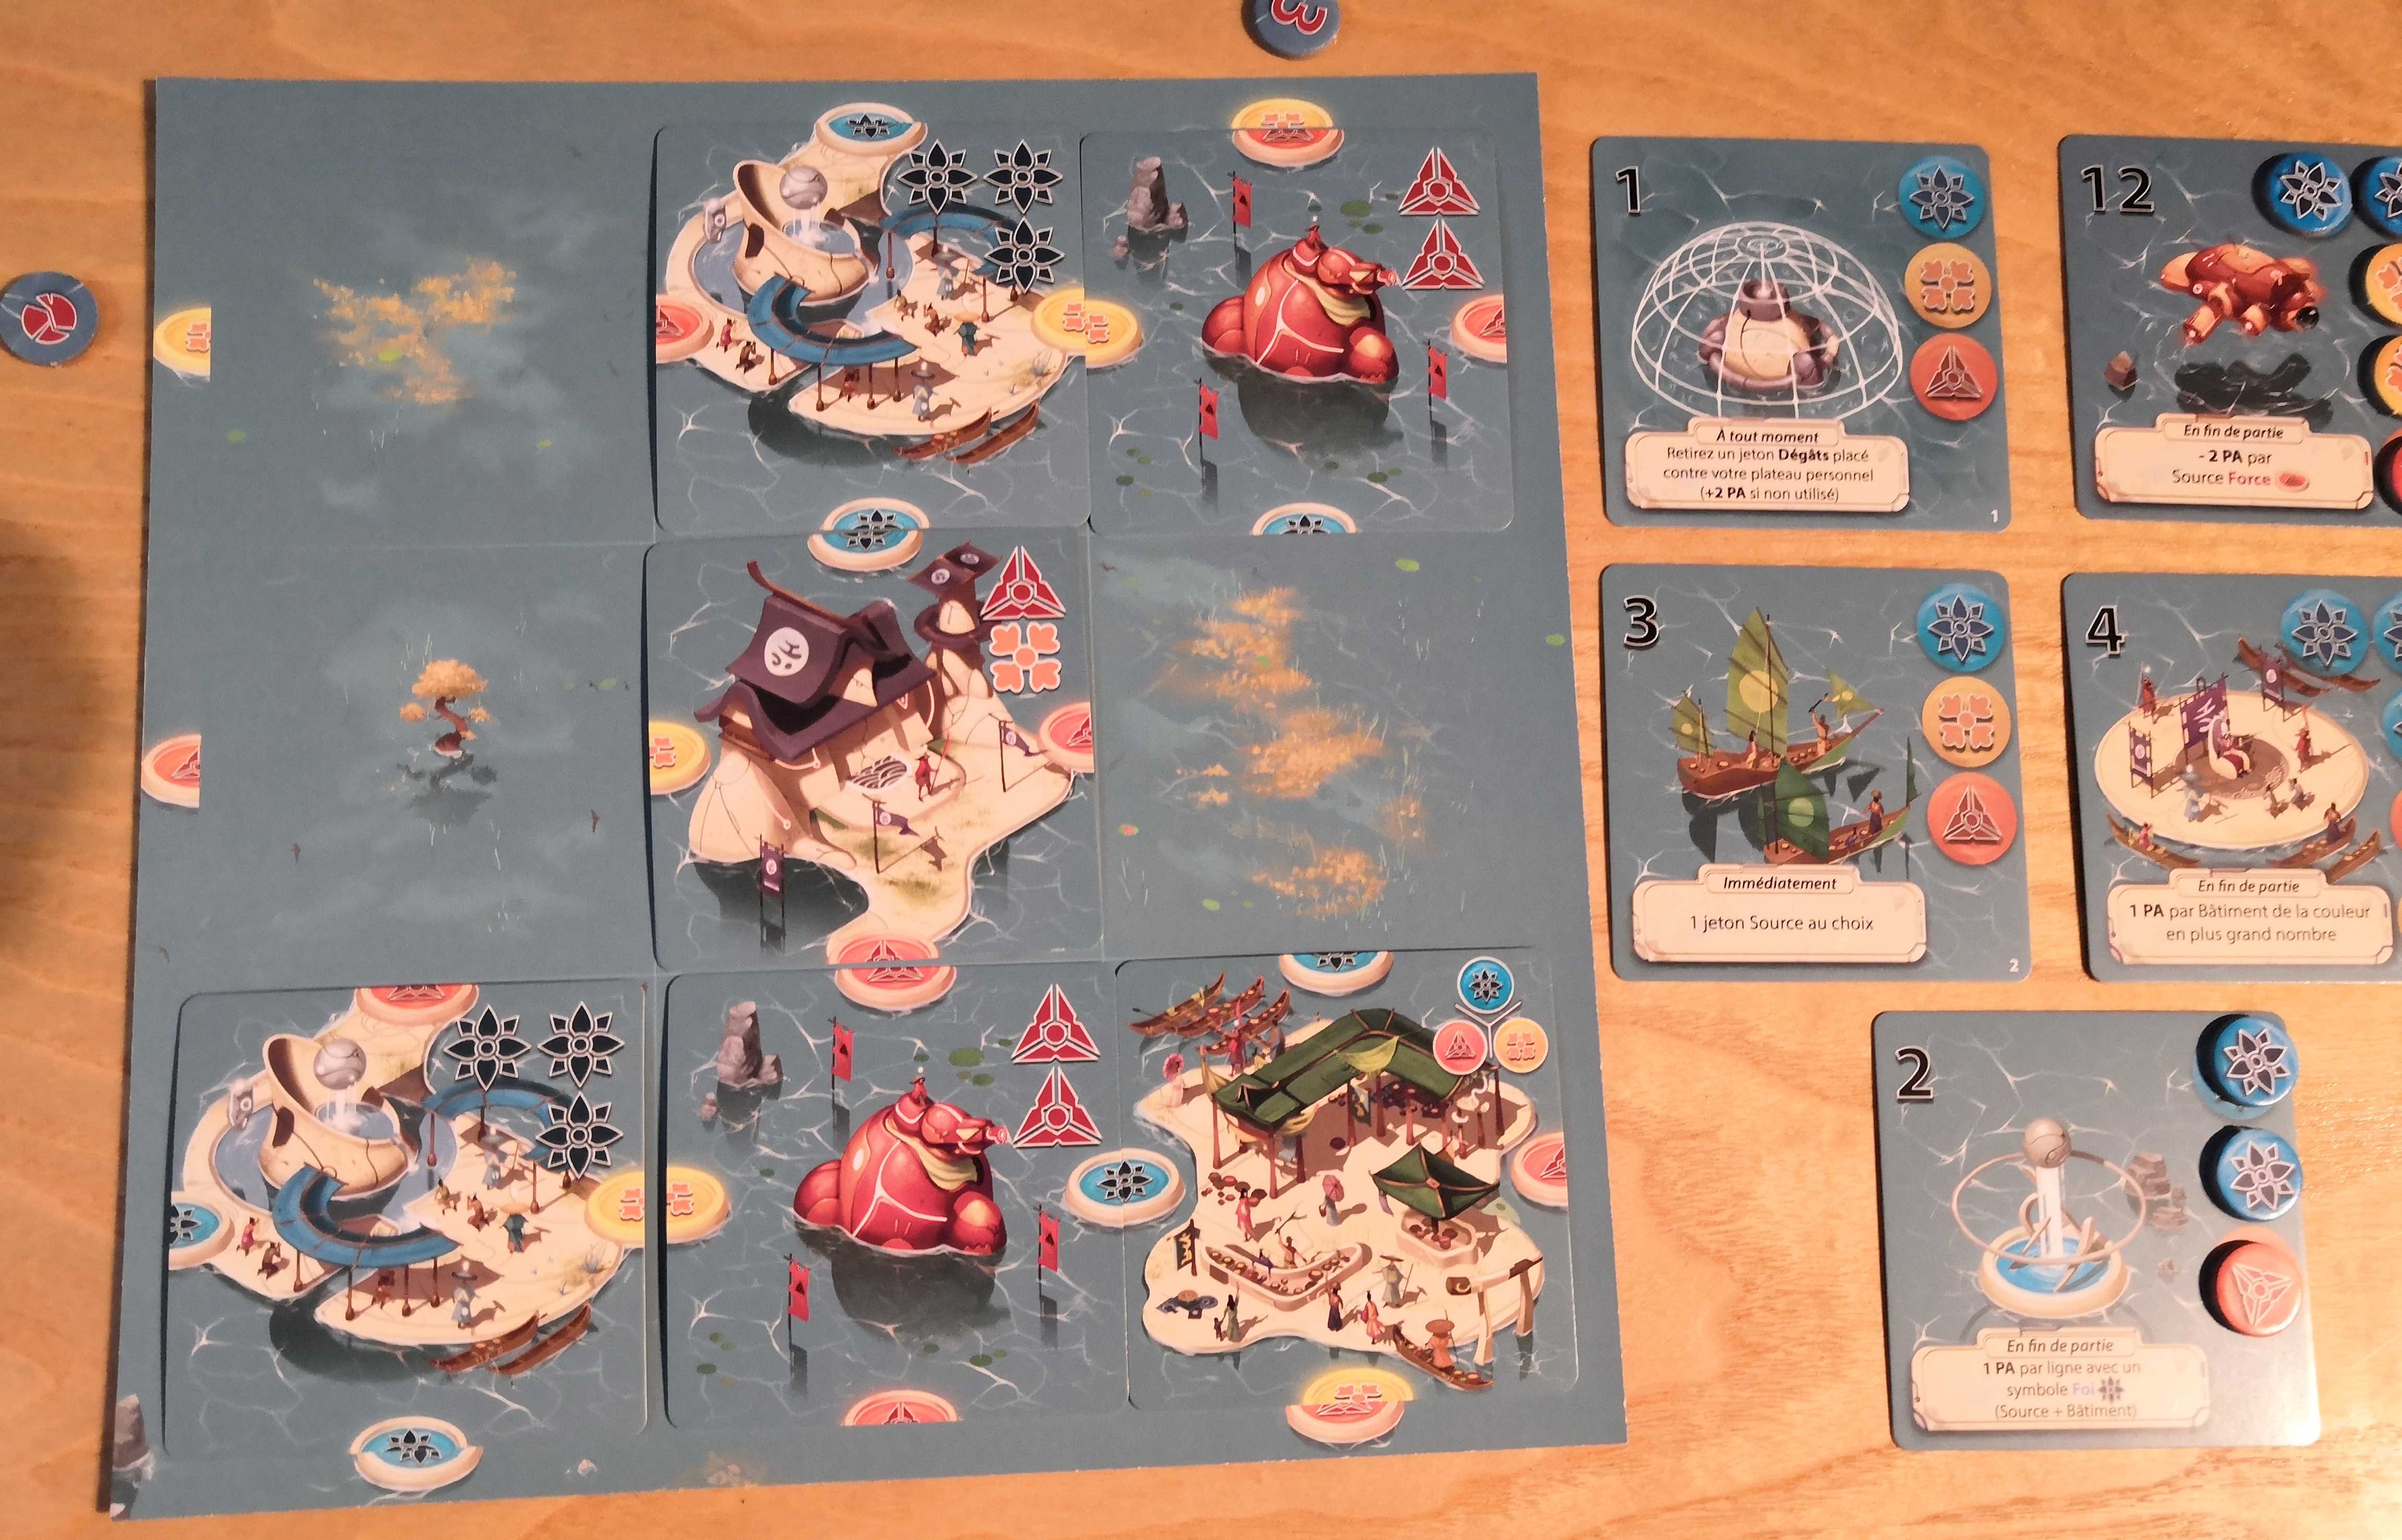 3
1
À tout moment
Retirez un jeton Dégâts placé
contre votre plateau personnel
(+2 PA si non utilisé)
1
12
En fin de partie
- 2 PA par
Source Force
3
Immédiatement
1 jeton Source au choix
2
4
En fin de partie
1 PA par Bâtiment de la couleur
en plus grand nombre
2
En fin de partie
1 PA par ligne avec un
symbole Foi
(Source + Bâtiment)